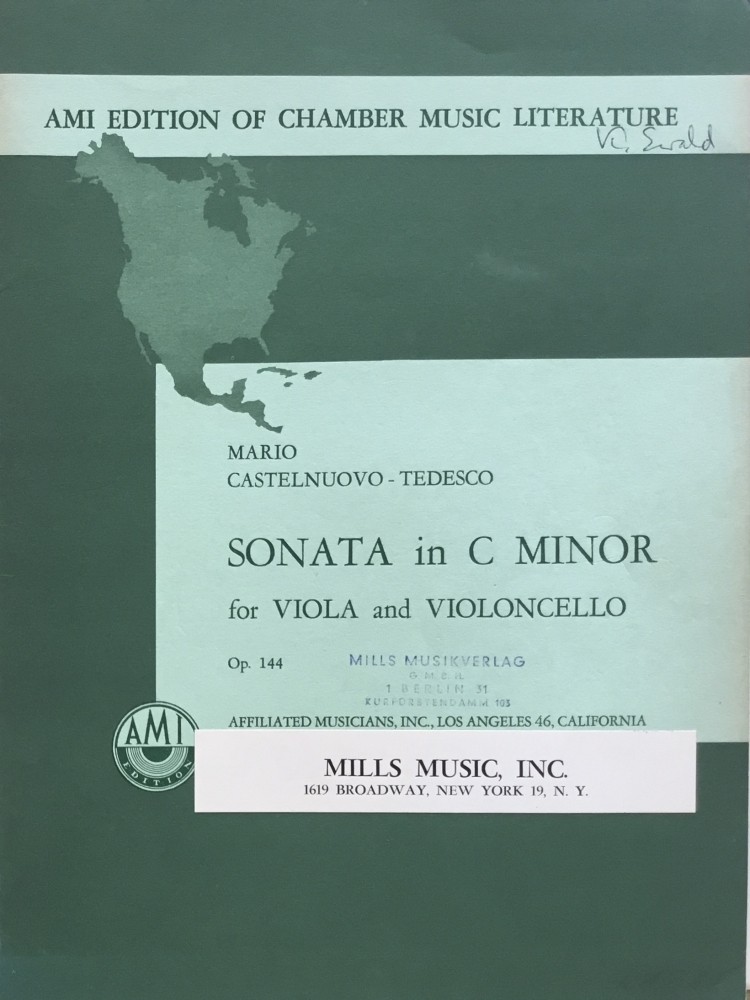 AMI EDITION OF CHAMBER MUSIC LITERATURE
Vc. Ewald
MARIO
CASTELNUOVO - TEDESCO
SONATA in C MINOR
for VIOLA and VIOLONCELLO
Op. 144
MILLS MUSIKVERLAG
G. M. B. H.
1 BERLIN 31
KURFÜRSTENDAMM 103
AFFILIATED MUSICIANS, INC., LOS ANGELES 46, CALIFORNIA
AMI
EDITION
MILLS MUSIC, INC.
1619 BROADWAY, NEW YORK 19, N. Y.